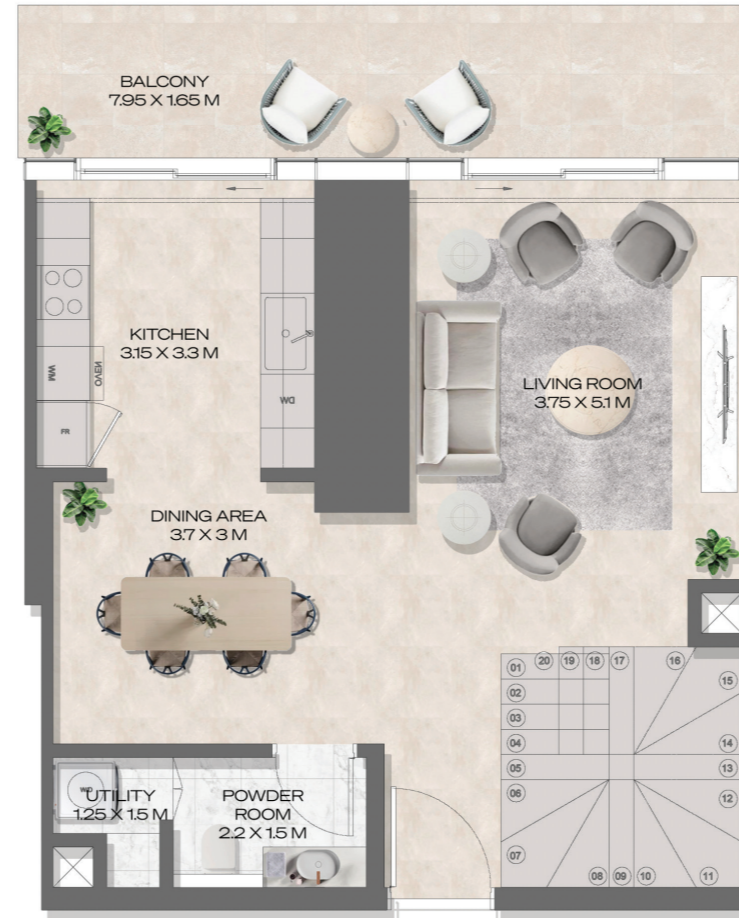 BALCONY
7.95 X 1.65 M
KITCHEN
3.15 X 3.3 M
WM
OVEN
FR
DW
LIVING ROOM
3.75 X 5.1 M
DINING AREA
3.7 X 3 M
01
20
19
18
17
16
15
02
03
04
14
05
13
06
12
07
08
09
10
11
UTILITY
1.25 X 1.5 M
POWDER
ROOM
2.2 X 1.5 M